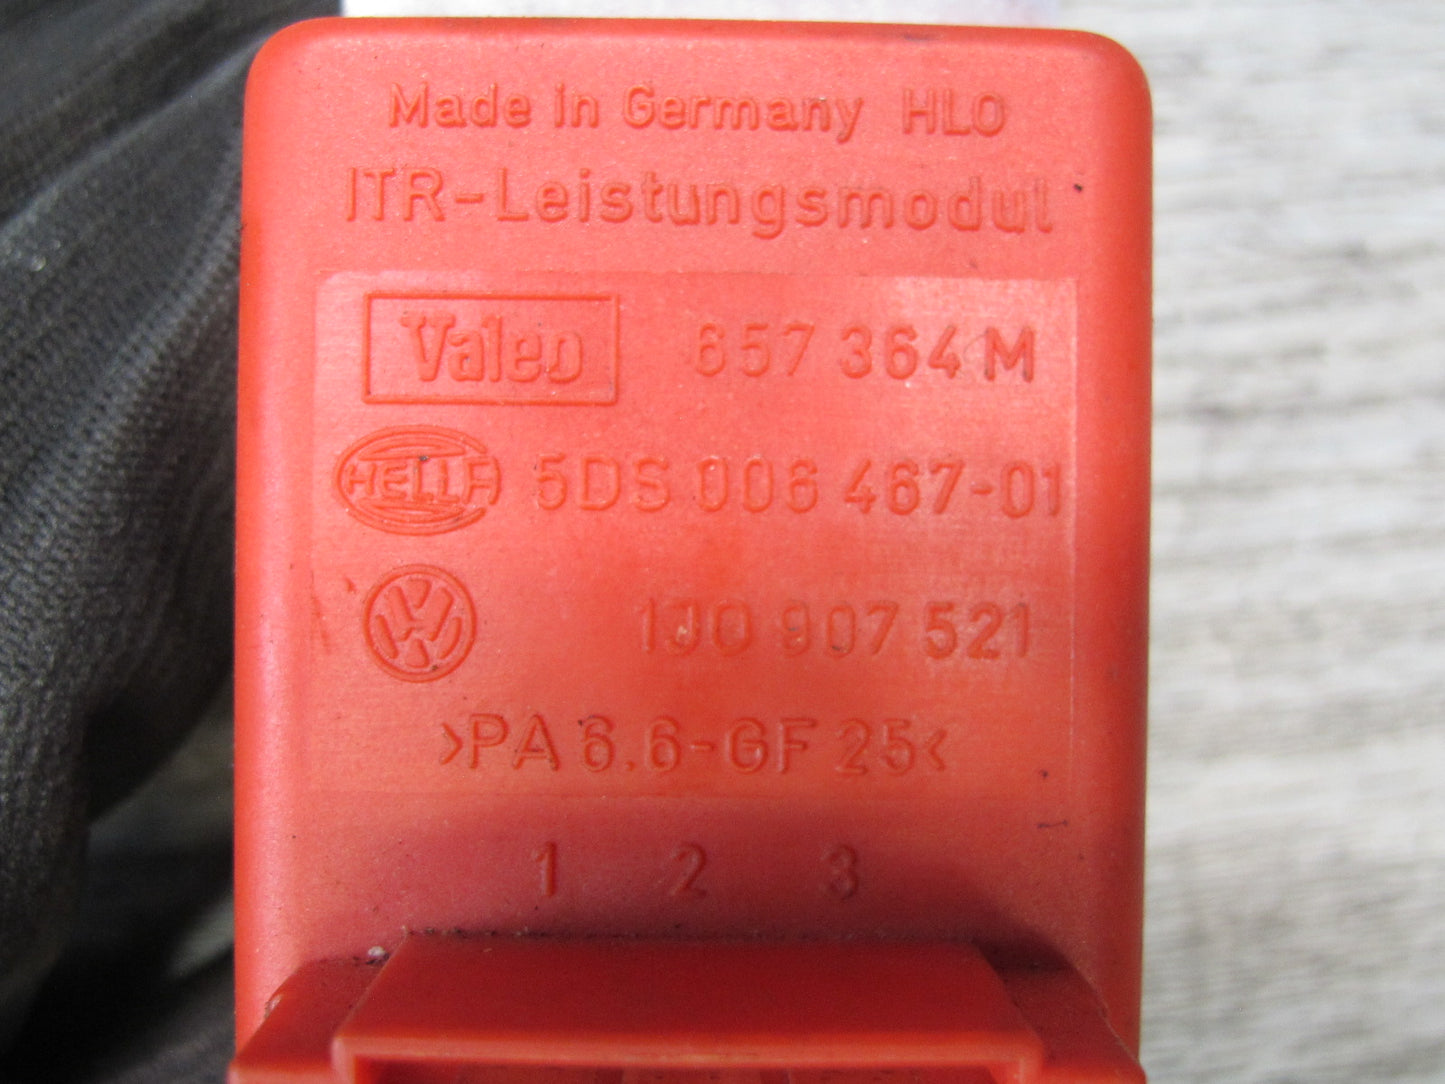 Made in Germany HLO
ITR-Leistungsmodul
Valeo 657 364 M
HELLA 5DS 006 467-01
VW 1J0 907 521
>PA 6.6-GF 25<
1 2 3